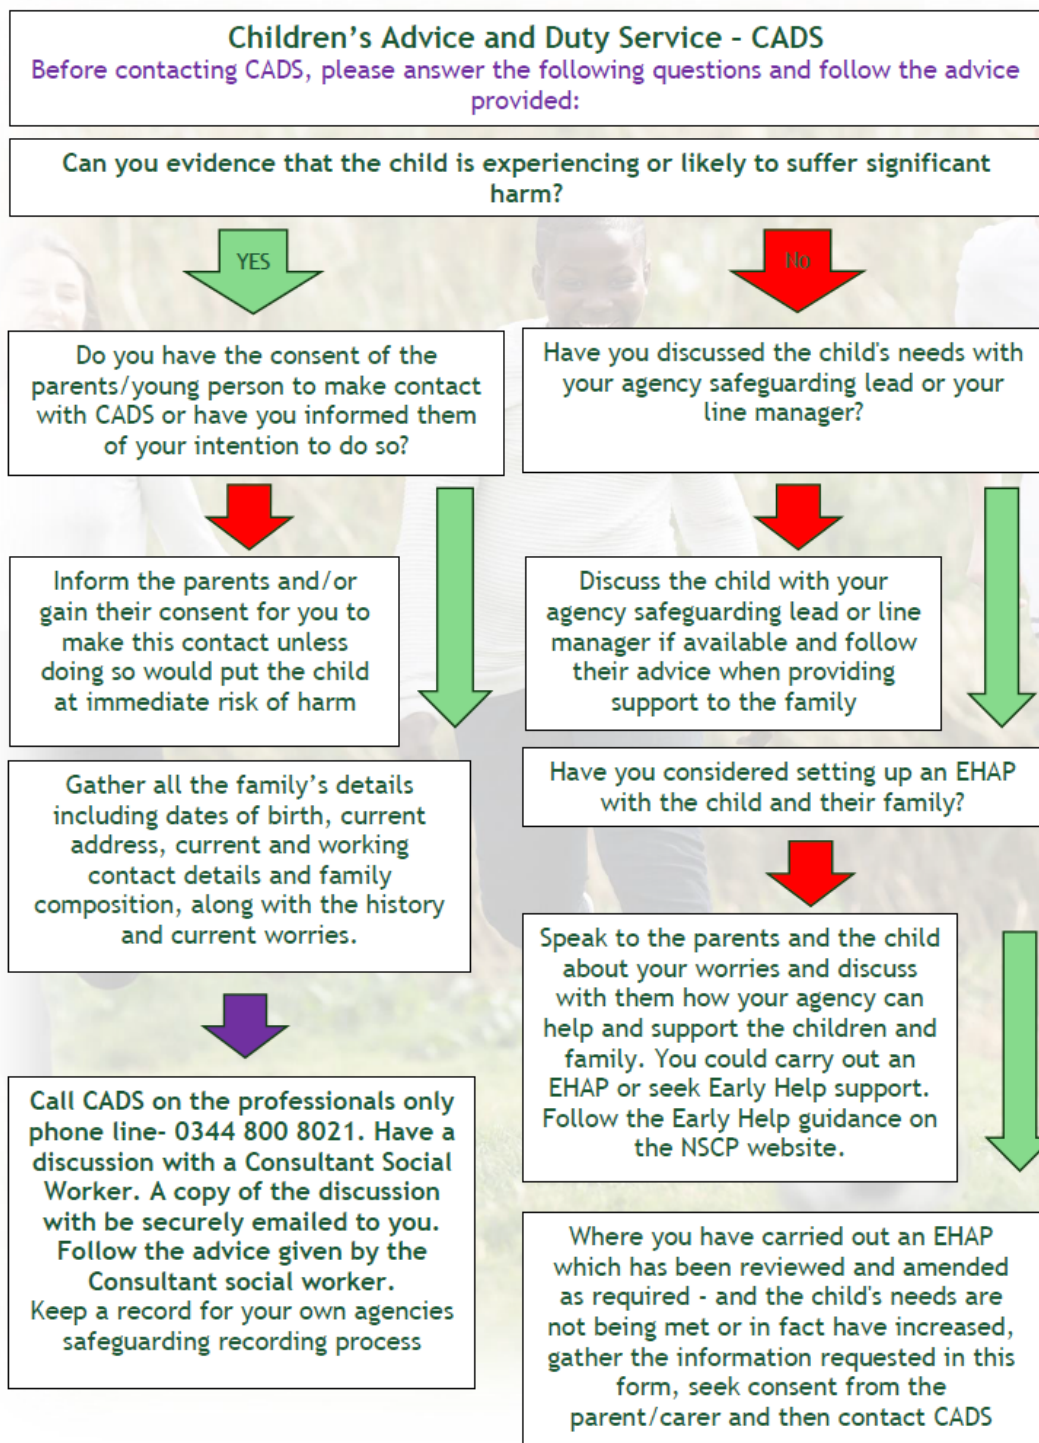 Children’s Advice and Duty Service – CADS
Before contacting CADS, please answer the following questions and follow the advice
provided:
Can you evidence that the child is experiencing or likely to suffer significant
harm?
YES
No
Do you have the consent of the
parents/young person to make contact
with CADS or have you informed them
of your intention to do so?
Have you discussed the child's needs with
your agency safeguarding lead or your
line manager?
Inform the parents and/or
gain their consent for you to
make this contact unless
doing so would put the child
at immediate risk of harm
Discuss the child with your
agency safeguarding lead or line
manager if available and follow
their advice when providing
support to the family
Gather all the family’s details
including dates of birth, current
address, current and working
contact details and family
composition, along with the history
and current worries.
Have you considered setting up an EHAP
with the child and their family?
Speak to the parents and the child
about your worries and discuss
with them how your agency can
help and support the children and
family. You could carry out an
EHAP or seek Early Help support.
Follow the Early Help guidance on
the NSCP website.
Call CADS on the professionals only
phone line- 0344 800 8021. Have a
discussion with a Consultant Social
Worker. A copy of the discussion
with be securely emailed to you.
Follow the advice given by the
Consultant social worker.
Keep a record for your own agencies
safeguarding recording process
Where you have carried out an EHAP
which has been reviewed and amended
as required - and the child's needs are
not being met or in fact have increased,
gather the information requested in this
form, seek consent from the
parent/carer and then contact CADS